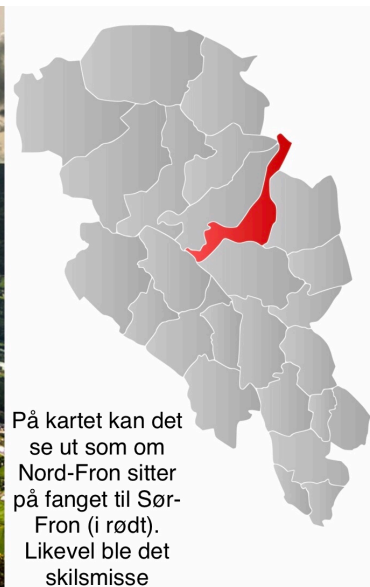 På kartet kan det
se ut som om
Nord-Fron sitter
på fanget til Sør-
Fron (i rødt).
Likevel ble det
skilsmisse